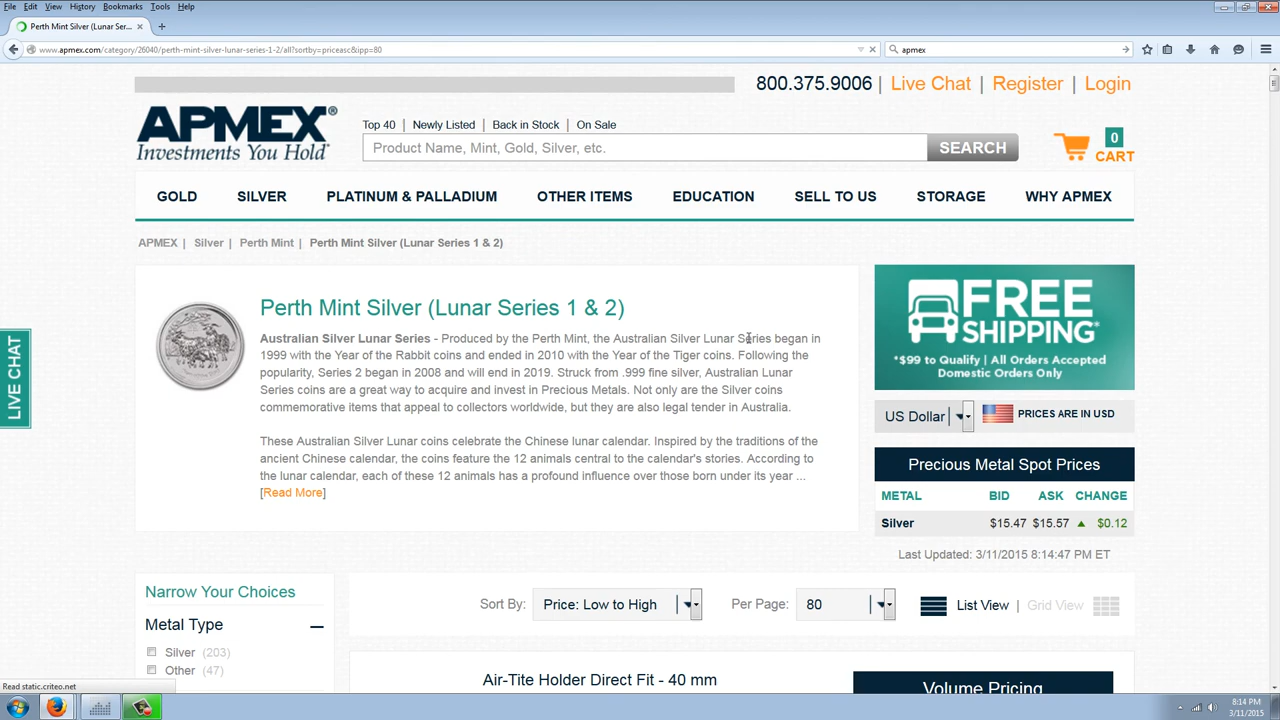 File Edit View History Bookmarks Tools Help
Perth Mint Silver (Lunar Ser...
www.apmex.com/category/26040/perth-mint-silver-lunar-series-1-2/all?sortby=priceasc&ipp=80
apmex
800.375.9006 | Live Chat | Register | Login
APMEX®
Investments You Hold
Top 40 | Newly Listed | Back in Stock | On Sale
Product Name, Mint, Gold, Silver, etc.
SEARCH
0
CART
GOLD SILVER PLATINUM & PALLADIUM OTHER ITEMS EDUCATION SELL TO US STORAGE WHY APMEX
APMEX | Silver | Perth Mint | Perth Mint Silver (Lunar Series 1 & 2)
LIVE CHAT
Perth Mint Silver (Lunar Series 1 & 2)
Australian Silver Lunar Series - Produced by the Perth Mint, the Australian Silver Lunar Series began in
1999 with the Year of the Rabbit coins and ended in 2010 with the Year of the Tiger coins. Following the
popularity, Series 2 began in 2008 and will end in 2019. Struck from .999 fine silver, Australian Lunar
Series coins are a great way to acquire and invest in Precious Metals. Not only are the Silver coins
commemorative items that appeal to collectors worldwide, but they are also legal tender in Australia.
These Australian Silver Lunar coins celebrate the Chinese lunar calendar. Inspired by the traditions of the
ancient Chinese calendar, the coins feature the 12 animals central to the calendar's stories. According to
the lunar calendar, each of these 12 animals has a profound influence over those born under its year ...
[Read More]
FREE
SHIPPING*
*$99 to Qualify | All Orders Accepted
Domestic Orders Only
US Dollar
PRICES ARE IN USD
Precious Metal Spot Prices
METAL BID ASK CHANGE
Silver $15.47 $15.57 $0.12
Last Updated: 3/11/2015 8:14:47 PM ET
Narrow Your Choices
Metal Type
Silver (203)
Other (47)
Sort By: Price: Low to High
Per Page: 80
List View | Grid View
Air-Tite Holder Direct Fit - 40 mm
Volume Pricing
Read static.criteo.net
8:14 PM
3/11/2015